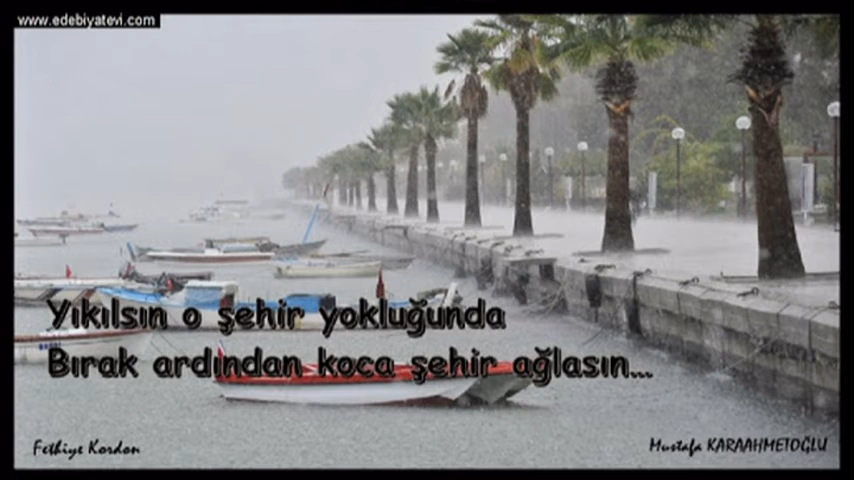 www.edebiyatevi.com
Yıkılsın o şehir yokluğunda
Bırak ardından koca şehir ağlasın...
Fethiye Kordon
Mustafa KARAAHMETOĞLU